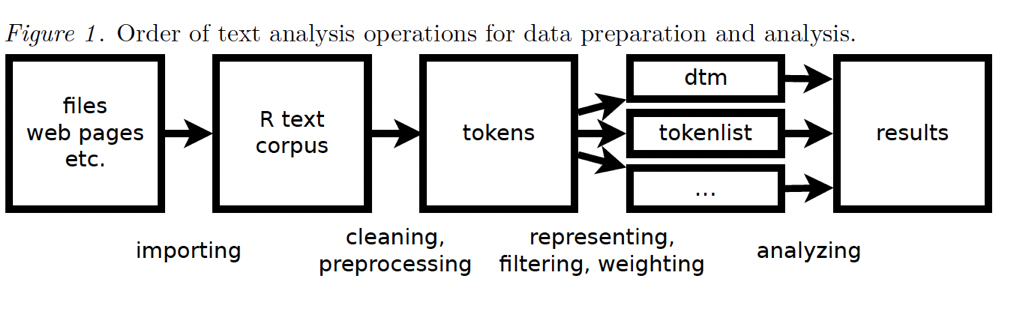 Figure 1. Order of text analysis operations for data preparation and analysis.
files
web pages
etc.
R text
corpus
tokens
dtm
tokenlist
...
results
importing
cleaning,
preprocessing
representing,
filtering, weighting
analyzing